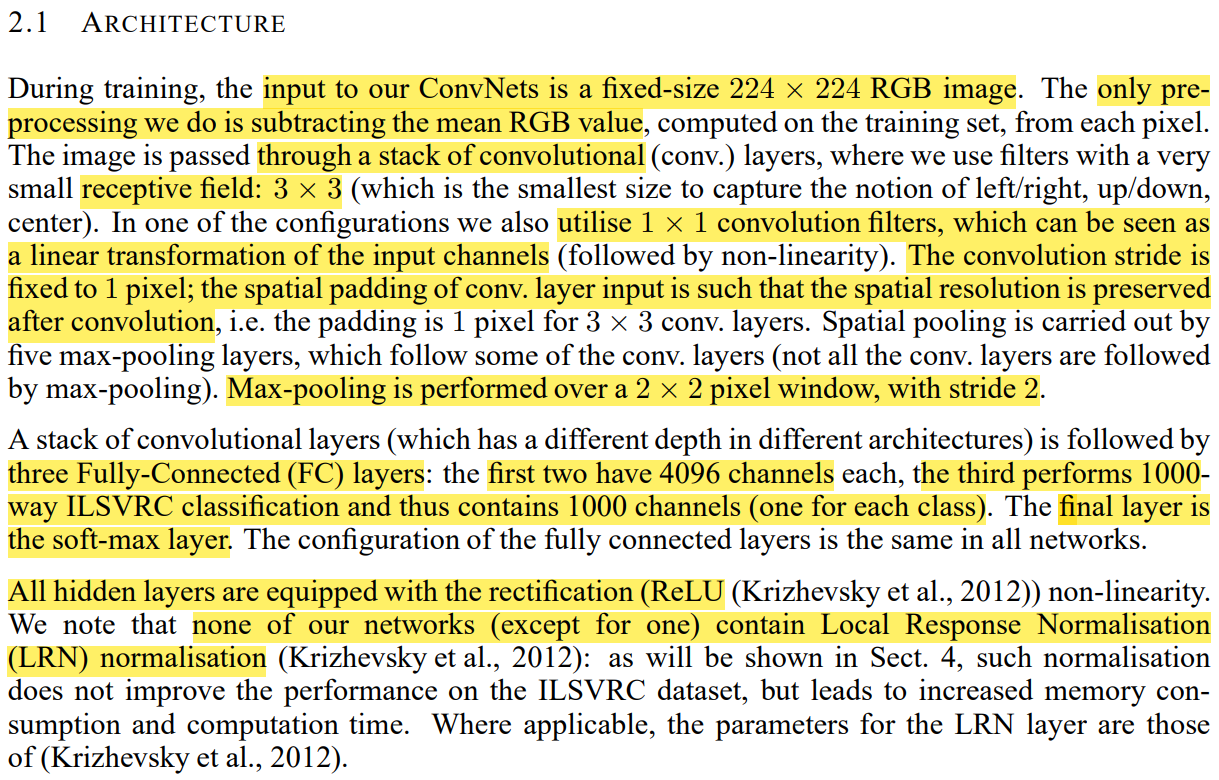 2.1 ARCHITECTURE
During training, the input to our ConvNets is a fixed-size 224 × 224 RGB image. The only pre-
processing we do is subtracting the mean RGB value, computed on the training set, from each pixel.
The image is passed through a stack of convolutional (conv.) layers, where we use filters with a very
small receptive field: 3 × 3 (which is the smallest size to capture the notion of left/right, up/down,
center). In one of the configurations we also utilise 1 × 1 convolution filters, which can be seen as
a linear transformation of the input channels (followed by non-linearity). The convolution stride is
fixed to 1 pixel; the spatial padding of conv. layer input is such that the spatial resolution is preserved
after convolution, i.e. the padding is 1 pixel for 3 × 3 conv. layers. Spatial pooling is carried out by
five max-pooling layers, which follow some of the conv. layers (not all the conv. layers are followed
by max-pooling). Max-pooling is performed over a 2 × 2 pixel window, with stride 2.
A stack of convolutional layers (which has a different depth in different architectures) is followed by
three Fully-Connected (FC) layers: the first two have 4096 channels each, the third performs 1000-
way ILSVRC classification and thus contains 1000 channels (one for each class). The final layer is
the soft-max layer. The configuration of the fully connected layers is the same in all networks.
All hidden layers are equipped with the rectification (ReLU (Krizhevsky et al., 2012)) non-linearity.
We note that none of our networks (except for one) contain Local Response Normalisation
(LRN) normalisation (Krizhevsky et al., 2012): as will be shown in Sect. 4, such normalisation
does not improve the performance on the ILSVRC dataset, but leads to increased memory con-
sumption and computation time. Where applicable, the parameters for the LRN layer are those
of (Krizhevsky et al., 2012).